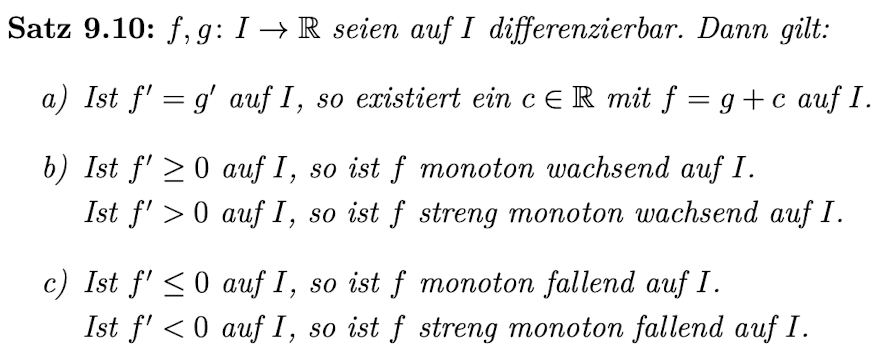 Satz 9.10: f, g: I → ℝ seien auf I differenzierbar. Dann gilt:
a) Ist f' = g' auf I, so existiert ein c ∈ ℝ mit f = g + c auf I.
b) Ist f' ≥ 0 auf I, so ist f monoton wachsend auf I.
Ist f' > 0 auf I, so ist f streng monoton wachsend auf I.
c) Ist f' ≤ 0 auf I, so ist f monoton fallend auf I.
Ist f' < 0 auf I, so ist f streng monoton fallend auf I.